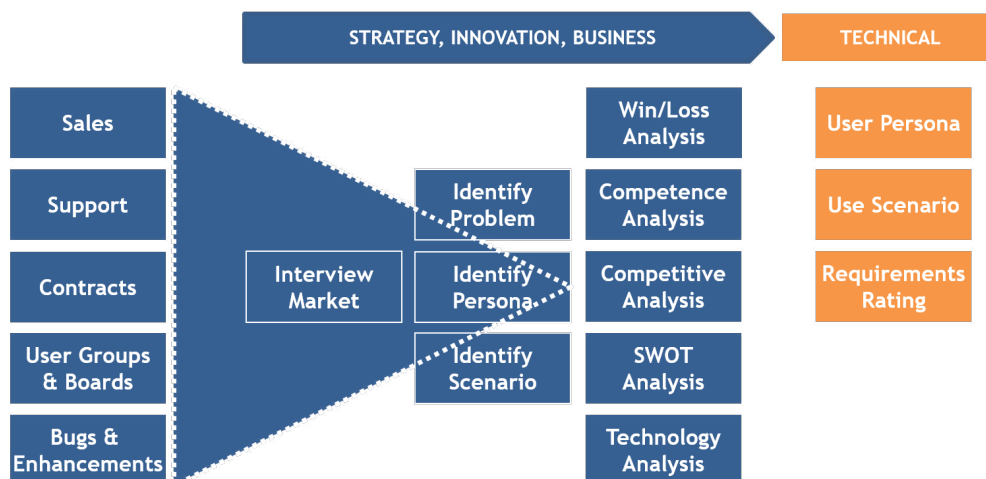 STRATEGY, INNOVATION, BUSINESS
TECHNICAL
Sales
Support
Contracts
User Groups
& Boards
Bugs &
Enhancements
Interview
Market
Identify
Problem
Identify
Persona
Identify
Scenario
Win/Loss
Analysis
Competence
Analysis
Competitive
Analysis
SWOT
Analysis
Technology
Analysis
User Persona
Use Scenario
Requirements
Rating